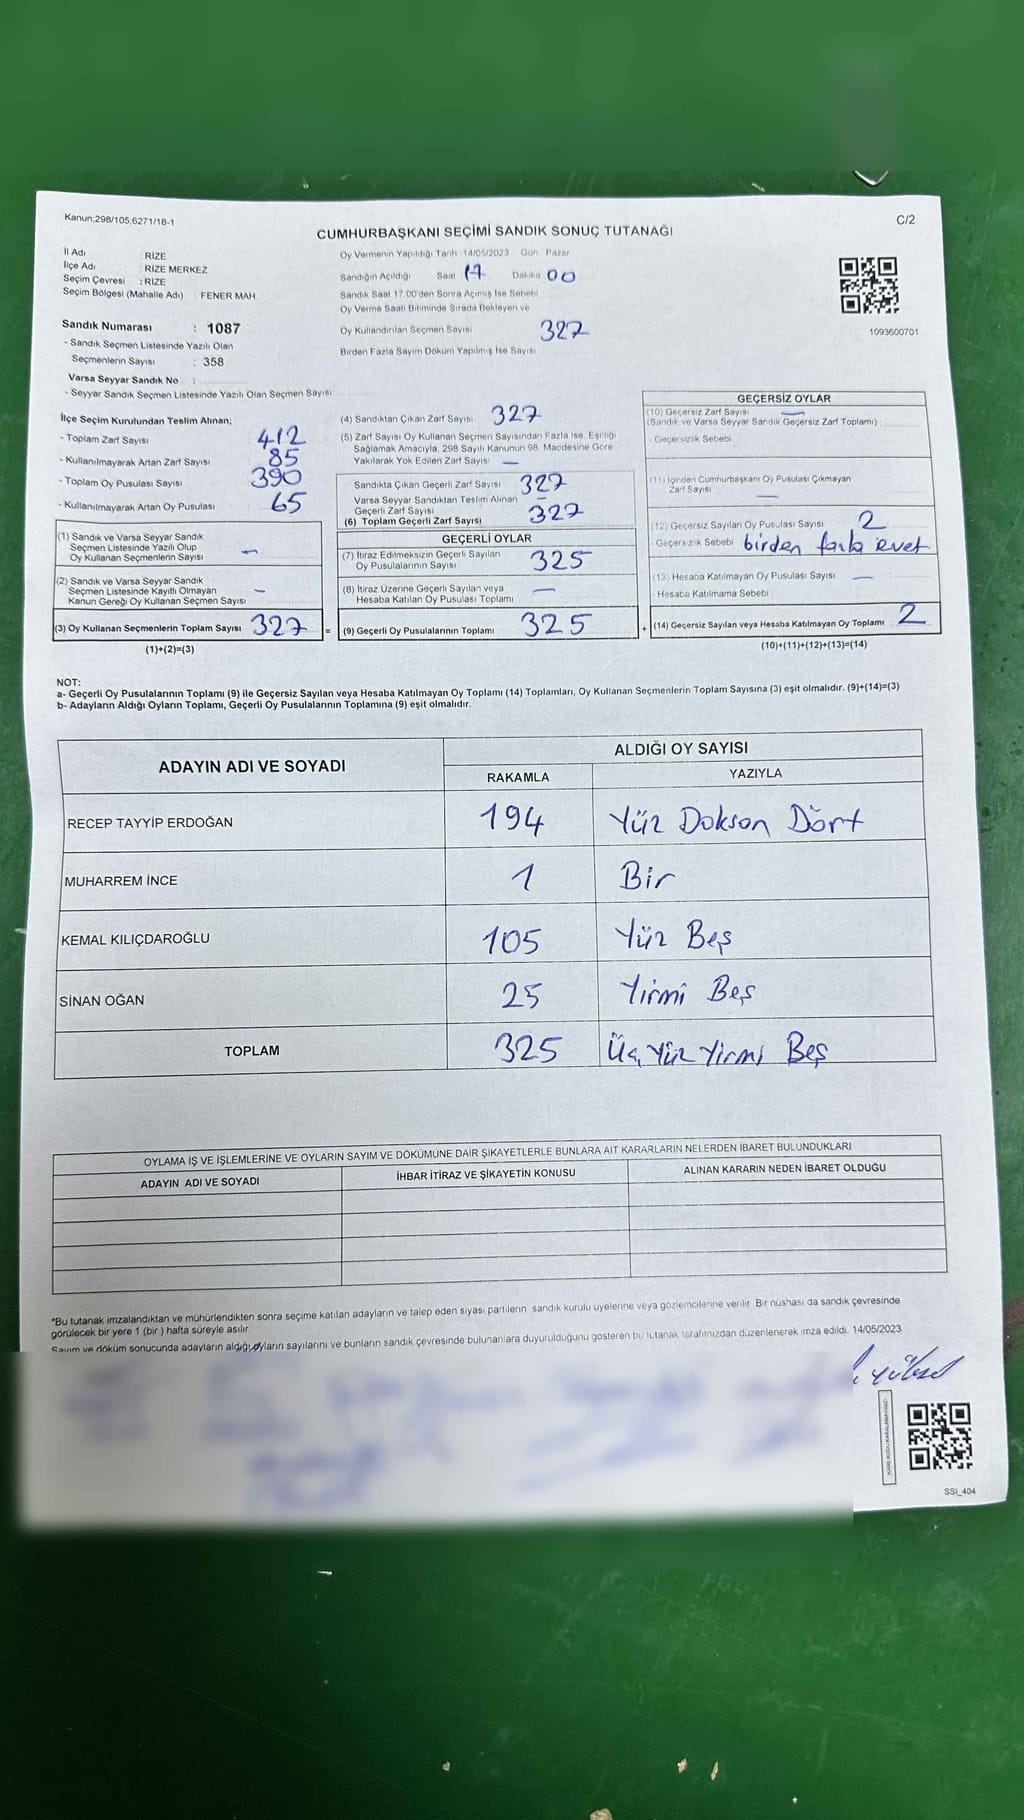 Kanun;298/105,6271/18-1
C/2
CUMHURBAŞKANI SEÇİMİ SANDIK SONUÇ TUTANAĞI
İl Adı : RİZE
İlçe Adı : RİZE MERKEZ
Seçim Çevresi : RİZE
Seçim Bölgesi (Mahalle Adı) FENER MAH.
Oy Vermenin Yapıldığı Tarih 14/05/2023 Gün Pazar
Sandığın Açıldığı Saat 17 Dakika 00
Sandık Saat 17.00'den Sonra Açımış İse Sebebi
Oy Verme Saati Bitiminde Sırada Bekleyen ve
Oy Kullandırılan Seçmen Sayısı 327
Birden Fazla Sayım Döküm Yapılmış İse Sayısı
1093600701
Sandık Numarası : 1087
- Sandık Seçmen Listesinde Yazılı Olan
Seçmenlerin Sayısı : 358
Varsa Seyyar Sandık No :
- Seyyar Sandık Seçmen Listesinde Yazılı Olan Seçmen Sayısı:
İlçe Seçim Kurulundan Teslim Alınan;
- Toplam Zarf Sayısı 412
- Kullanılmayarak Artan Zarf Sayısı 85
- Toplam Oy Pusulası Sayısı 390
- Kullanılmayarak Artan Oy Pusulası 65
(1) Sandık ve Varsa Seyyar Sandık
Seçmen Listesinde Yazılı Olup
Oy Kullanan Seçmenlerin Sayısı —
(2) Sandık ve Varsa Seyyar Sandık
Seçmen Listesinde Kayıtlı Olmayan
Kanun Gereği Oy Kullanan Seçmen Sayısı —
(3) Oy Kullanan Seçmenlerin Toplam Sayısı 327
(1)+(2)=(3)
(4) Sandıktan Çıkan Zarf Sayısı 327
(5) Zarf Sayısı Oy Kullanan Seçmen Sayısından Fazla İse, Eşitliği
Sağlamak Amacıyla, 298 Sayılı Kanunun 98. Maddesine Göre
Yakılarak Yok Edilen Zarf Sayısı —
Sandıkta Çıkan Geçerli Zarf Sayısı 327
Varsa Seyyar Sandıktan Teslim Alınan
Geçerli Zarf Sayısı —
(6) Toplam Geçerli Zarf Sayısı 327
GEÇERLİ OYLAR
(7) İtiraz Edilmeksizin Geçerli Sayılan
Oy Pusulalarının Sayısı 325
(8) İtiraz Üzerine Geçerli Sayılan veya
Hesaba Katılan Oy Pusulası Toplamı —
= (9) Geçerli Oy Pusulalarının Toplamı 325
GEÇERSİZ OYLAR
(10) Geçersiz Zarf Sayısı —
(Sandık ve Varsa Seyyar Sandık Geçersiz Zarf Toplamı)
- Geçersizlik Sebebi
(11) İçinden Cumhurbaşkanı Oy Pusulası Çıkmayan
Zarf Sayısı —
(12) Geçersiz Sayılan Oy Pusulası Sayısı 2
- Geçersizlik Sebebi birden fazla evet
(13) Hesaba Katılmayan Oy Pusulası Sayısı —
- Hesaba Katılmama Sebebi
+ (14) Geçersiz Sayılan veya Hesaba Katılmayan Oy Toplamı 2
(10)+(11)+(12)+(13)=(14)
NOT:
a- Geçerli Oy Pusulalarının Toplamı (9) ile Geçersiz Sayılan veya Hesaba Katılmayan Oy Toplamı (14) Toplamları, Oy Kullanan Seçmenlerin Toplam Sayısına (3) eşit olmalıdır. (9)+(14)=(3)
b- Adayların Aldığı Oyların Toplamı, Geçerli Oy Pusulalarının Toplamına (9) eşit olmalıdır.
ADAYIN ADI VE SOYADI ALDIĞI OY SAYISI
RAKAMLA YAZIYLA
RECEP TAYYİP ERDOĞAN 194 Yüz Dokson Dört
MUHARREM İNCE 1 Bir
KEMAL KILIÇDAROĞLU 105 Yüz Beş
SİNAN OĞAN 25 Yirmi Beş
TOPLAM 325 Üç Yüz Yirmi Beş
OYLAMA İŞ VE İŞLEMLERİNE VE OYLARIN SAYIM VE DÖKÜMÜNE DAİR ŞİKAYETLERLE BUNLARA AİT KARARLARIN NELERDEN İBARET BULUNDUKLARI
ADAYIN ADI VE SOYADI İHBAR İTİRAZ VE ŞİKAYETİN KONUSU ALINAN KARARIN NEDEN İBARET OLDUĞU
*Bu tutanak imzalandıktan ve mühürlendikten sonra seçime katılan adayların ve talep eden siyasi partilerin sandık kurulu üyelerine veya gözlemcilerine verilir. Bir nüshası da sandık çevresinde
görülecek bir yere 1 (bir ) hafta süreyle asılır.
Sayım ve döküm sonucunda adayların aldığı oyların sayılarını ve bunların sandık çevresinde bulunanlara duyurulduğunu gösteren bu tutanak tarafımızdan düzenlenerek imza edildi. 14/05/2023
SSI_404